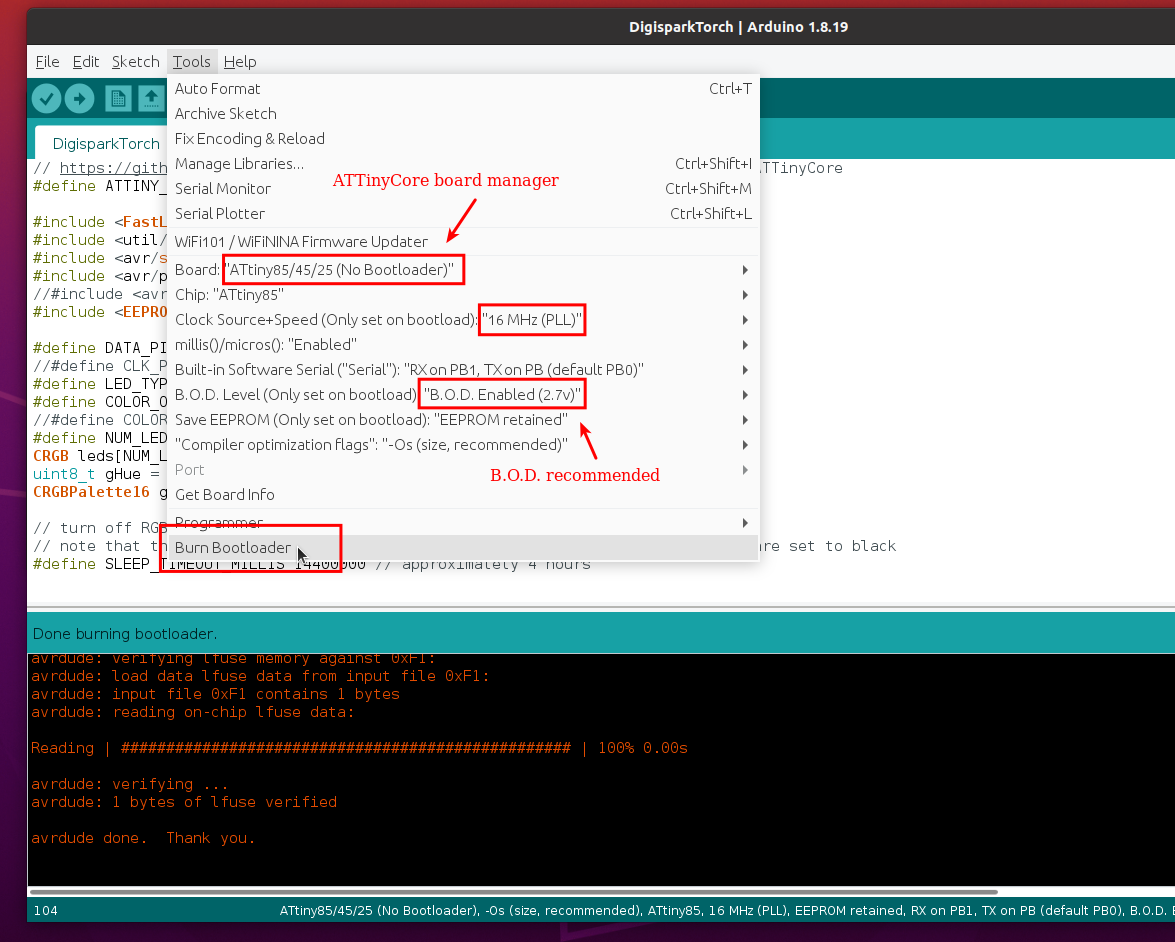 DigisparkTorch | Arduino 1.8.19
File Edit Sketch Tools Help
Auto Format Ctrl+T
Archive Sketch
Fix Encoding & Reload
Manage Libraries... Ctrl+Shift+I
Serial Monitor Ctrl+Shift+M
Serial Plotter Ctrl+Shift+L
WiFi101 / WiFiNINA Firmware Updater
Board: "ATtiny85/45/25 (No Bootloader)"
Chip: "ATtiny85"
Clock Source+Speed (Only set on bootload): "16 MHz (PLL)"
millis()/micros(): "Enabled"
Built-in Software Serial ("Serial"): "RX on PB1, TX on PB (default PB0)"
B.O.D. Level (Only set on bootload) "B.O.D. Enabled (2.7v)"
Save EEPROM (Only set on bootload): "EEPROM retained"
"Compiler optimization flags": "-Os (size, recommended)"
Port
Get Board Info
Programmer
Burn Bootloader
ATTinyCore board manager
B.O.D. recommended
DigisparkTorch
// https://gith TTinyCore
#define ATTINY_
#include <FastL
#include <util/
#include <avr/s
#include <avr/p
//#include <avr
#include <EEPRO
#define DATA_PI
//#define CLK_P
#define LED_TYP
#define COLOR_O
//#define COLOR
#define NUM_LED
CRGB leds[NUM_L
uint8_t gHue =
CRGBPalette16 g
// turn off RGB
// note that th re set to black
#define SLEEP_TIMEOUT_MILLIS 14400000 // approximately 4 hours
Done burning bootloader.
avrdude: verifying lfuse memory against 0xF1:
avrdude: load data lfuse data from input file 0xF1:
avrdude: input file 0xF1 contains 1 bytes
avrdude: reading on-chip lfuse data:
Reading | ################################################## | 100% 0.00s
avrdude: verifying ...
avrdude: 1 bytes of lfuse verified
avrdude done.  Thank you.
104 ATtiny85/45/25 (No Bootloader), -Os (size, recommended), ATtiny85, 16 MHz (PLL), EEPROM retained, RX on PB1, TX on PB (default PB0), B.O.D. E